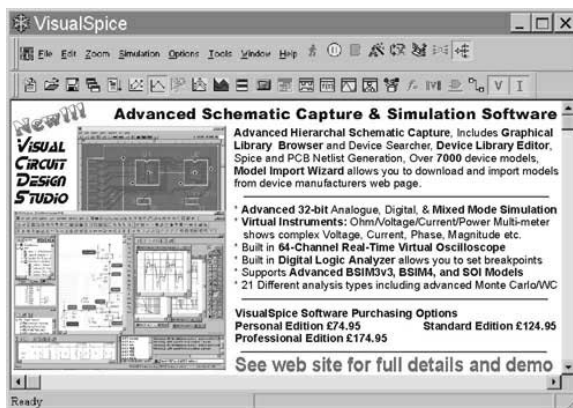 VisualSpice
File Edit Zoom Simulation Options Tools Window Help
New!!!
VISUAL
CIRCUIT
DESIGN
STUDIO
Advanced Schematic Capture & Simulation Software
Advanced Hierarchal Schematic Capture, Includes Graphical
Library Browser and Device Searcher, Device Library Editor,
Spice and PCB Netlist Generation, Over 7000 device models,
Model Import Wizard allows you to download and import models
from device manufacturers web page.
* Advanced 32-bit Analogue, Digital, & Mixed Mode Simulation
* Virtual Instruments: Ohm/Voltage/Current/Power Multi-meter
shows complex Voltage, Current, Phase, Magnitude etc.
* Built in 64-Channel Real-Time Virtual Oscilloscope
* Built in Digital Logic Analyzer allows you to set breakpoints
* Supports Advanced BSIM3v3, BSIM4, and SOI Models
* 21 Different analysis types including advanced Monte Carlo/WC
VisualSpice Software Purchasing Options
Personal Edition £74.95 Standard Edition £124.95
Professional Edition £174.95
See web site for full details and demo
Ready